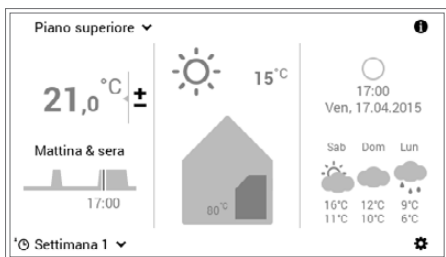 Piano superiore
21,0 °C ±
Mattina & sera
17:00
Settimana 1
15°C
80°C
17:00
Ven, 17.04.2015
Sab Dom Lun
16°C 12°C 9°C
11°C 10°C 6°C